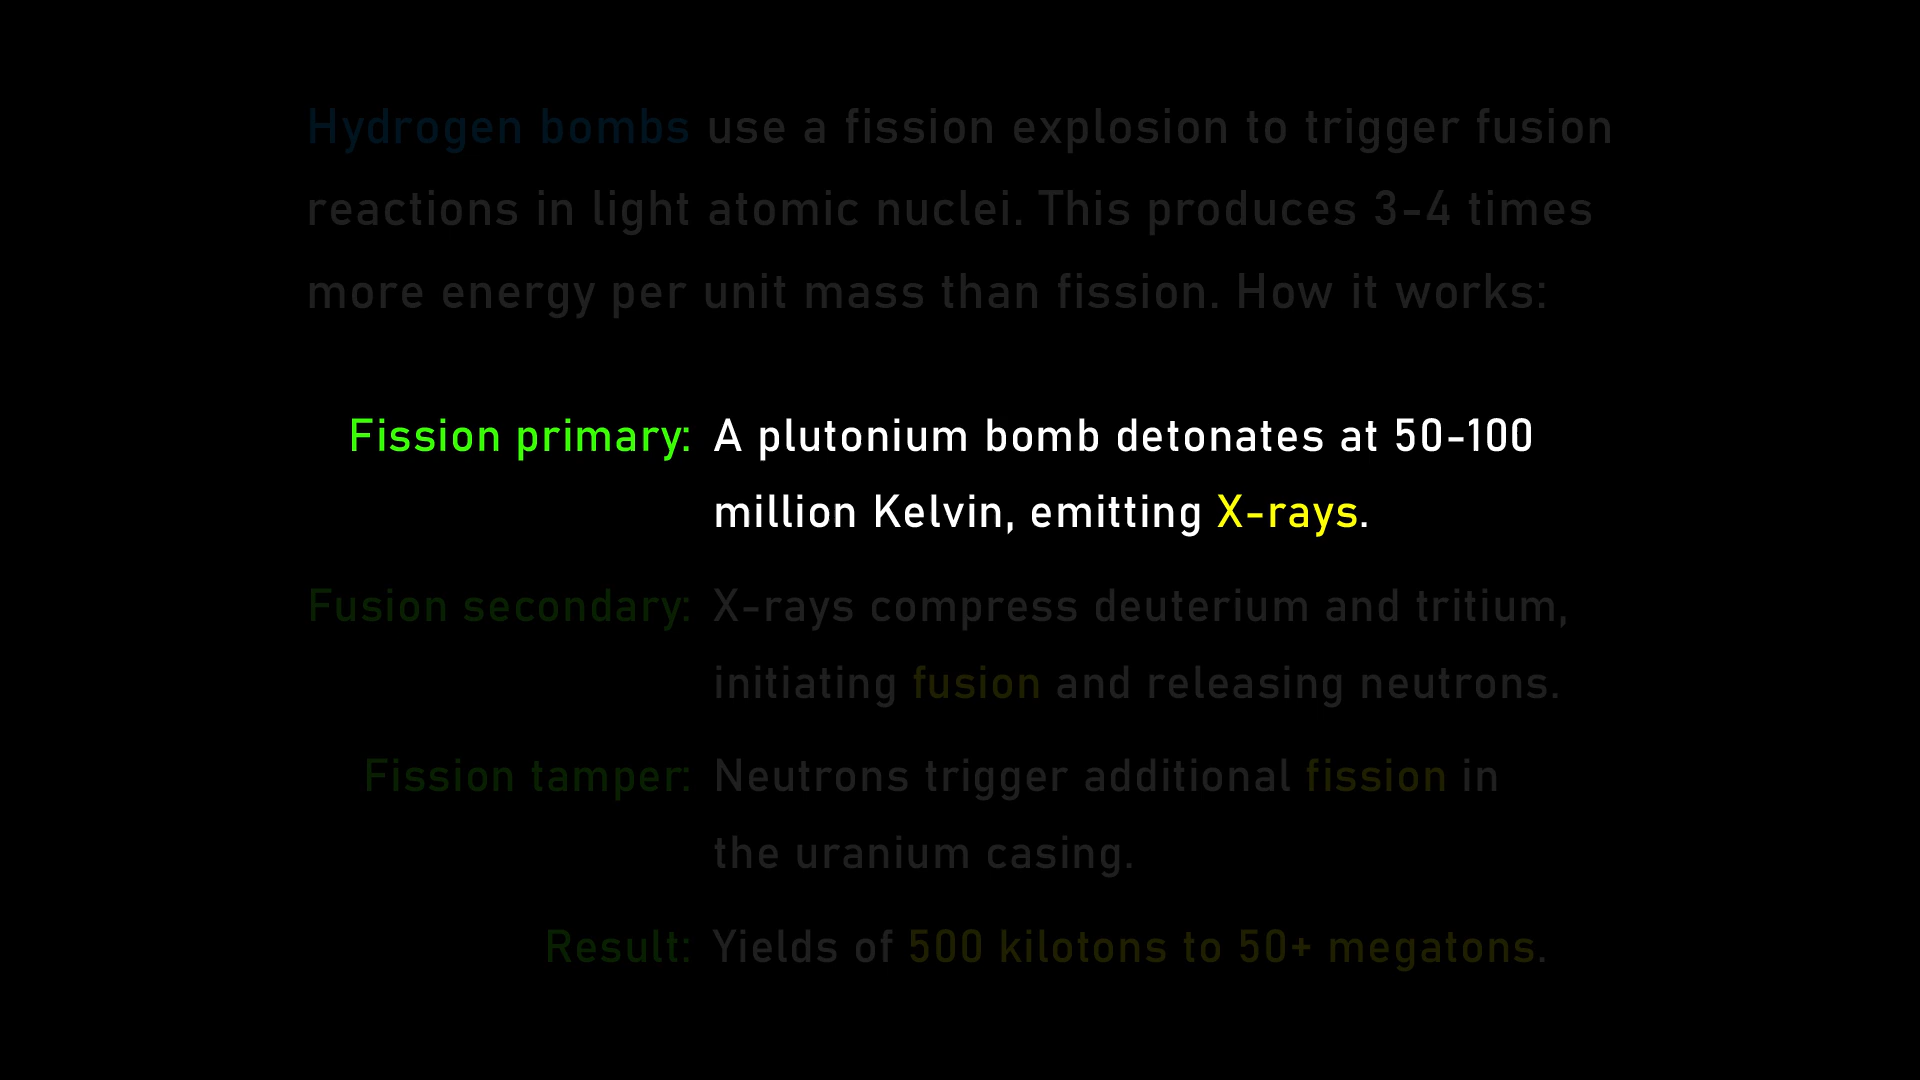 Hydrogen bombs use a fission explosion to trigger fusion
reactions in light atomic nuclei. This produces 3-4 times
more energy per unit mass than fission. How it works:
Fission primary: A plutonium bomb detonates at 50-100
million Kelvin, emitting X-rays.
Fusion secondary: X-rays compress deuterium and tritium,
initiating fusion and releasing neutrons.
Fission tamper: Neutrons trigger additional fission in
the uranium casing.
Result: Yields of 500 kilotons to 50+ megatons.